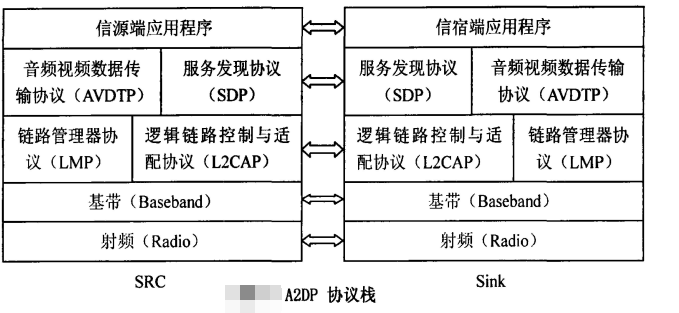 信源端应用程序
信宿端应用程序
音频视频数据传
输协议（AVDTP）
服务发现协议
（SDP）
服务发现协议
（SDP）
音频视频数据传输
协议（AVDTP）
链路管理器协
议（LMP）
逻辑链路控制与适
配协议（L2CAP）
逻辑链路控制与适
配协议（L2CAP）
链路管理器协
议（LMP）
基带（Baseband）
基带（Baseband）
射频（Radio）
射频（Radio）
SRC
Sink
A2DP 协议栈